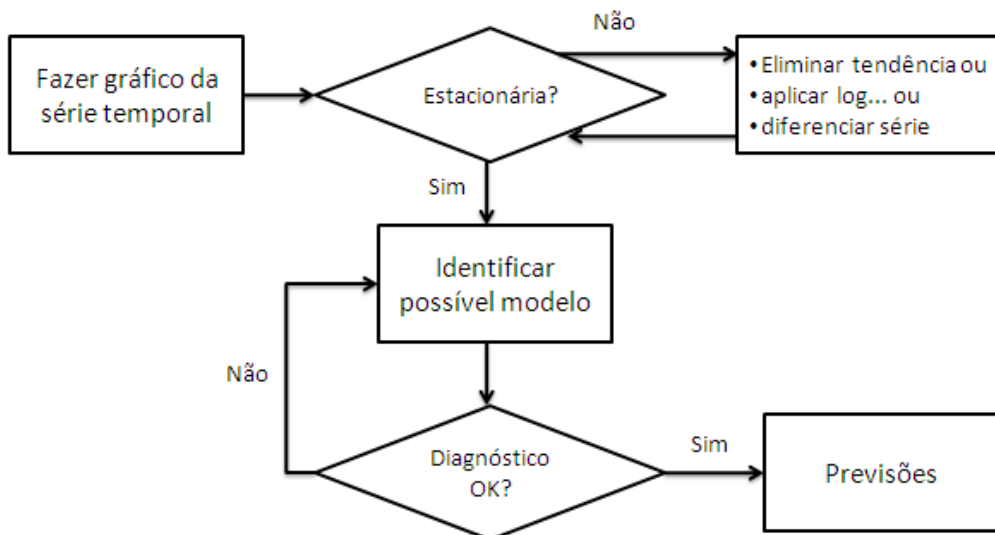 Fazer gráfico da
série temporal
Estacionária?
Não
•Eliminar tendência ou
•aplicar log... ou
•diferenciar série
Sim
Identificar
possível modelo
Não
Diagnóstico
OK?
Sim
Previsões